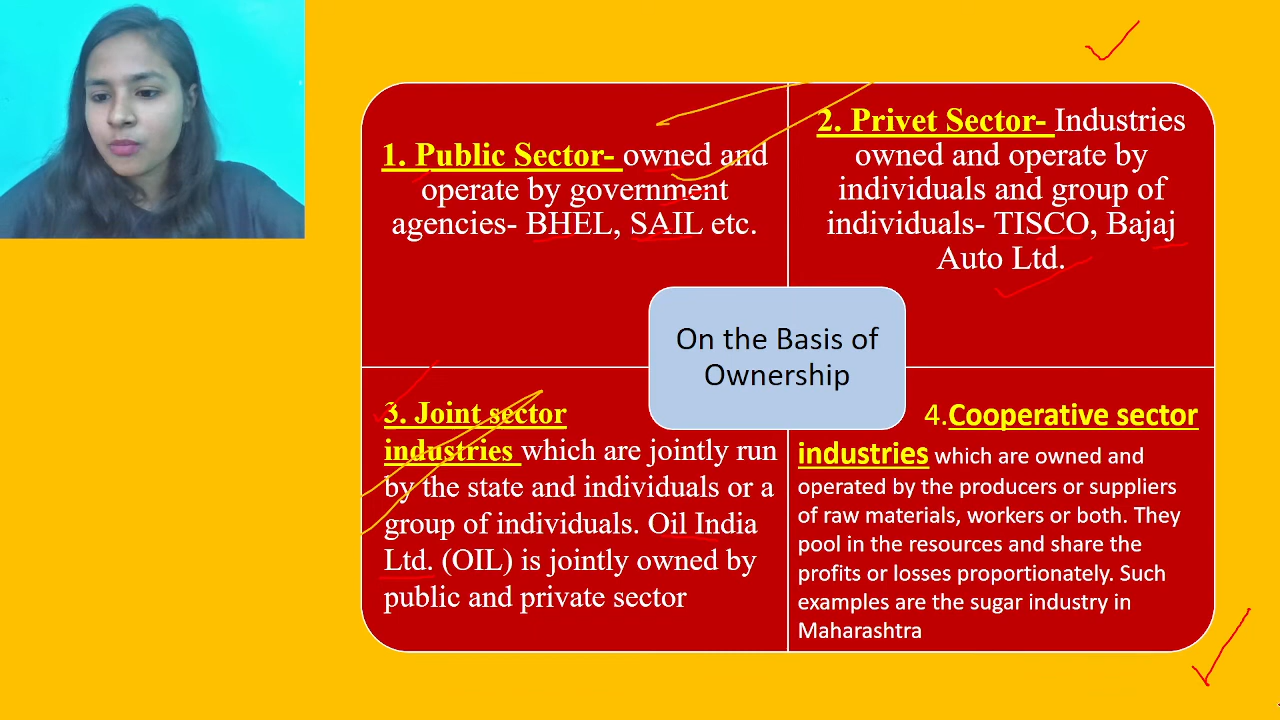 1. Public Sector- owned and
operate by government
agencies- BHEL, SAIL etc.
2. Privet Sector- Industries
owned and operate by
individuals and group of
individuals- TISCO, Bajaj
Auto Ltd.
On the Basis of
Ownership
3. Joint sector
industries which are jointly run
by the state and individuals or a
group of individuals. Oil India
Ltd. (OIL) is jointly owned by
public and private sector
4.Cooperative sector
industries which are owned and
operated by the producers or suppliers
of raw materials, workers or both. They
pool in the resources and share the
profits or losses proportionately. Such
examples are the sugar industry in
Maharashtra